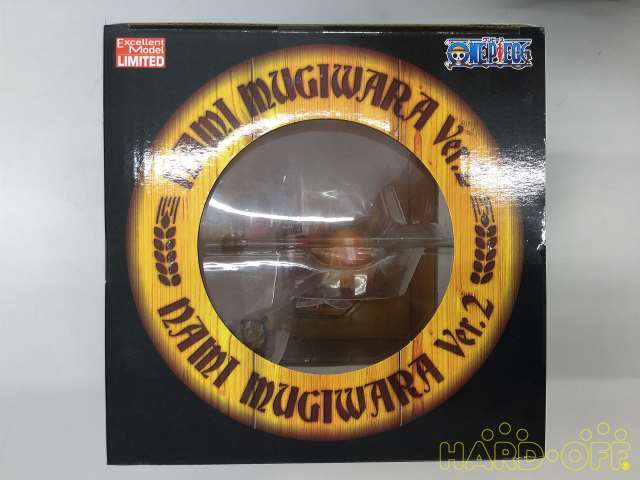 Excellent
Model
LIMITED
ONE PIECE
NAMI MUGIWARA Ver.2
NAMI MUGIWARA Ver.2
HARD-OFF